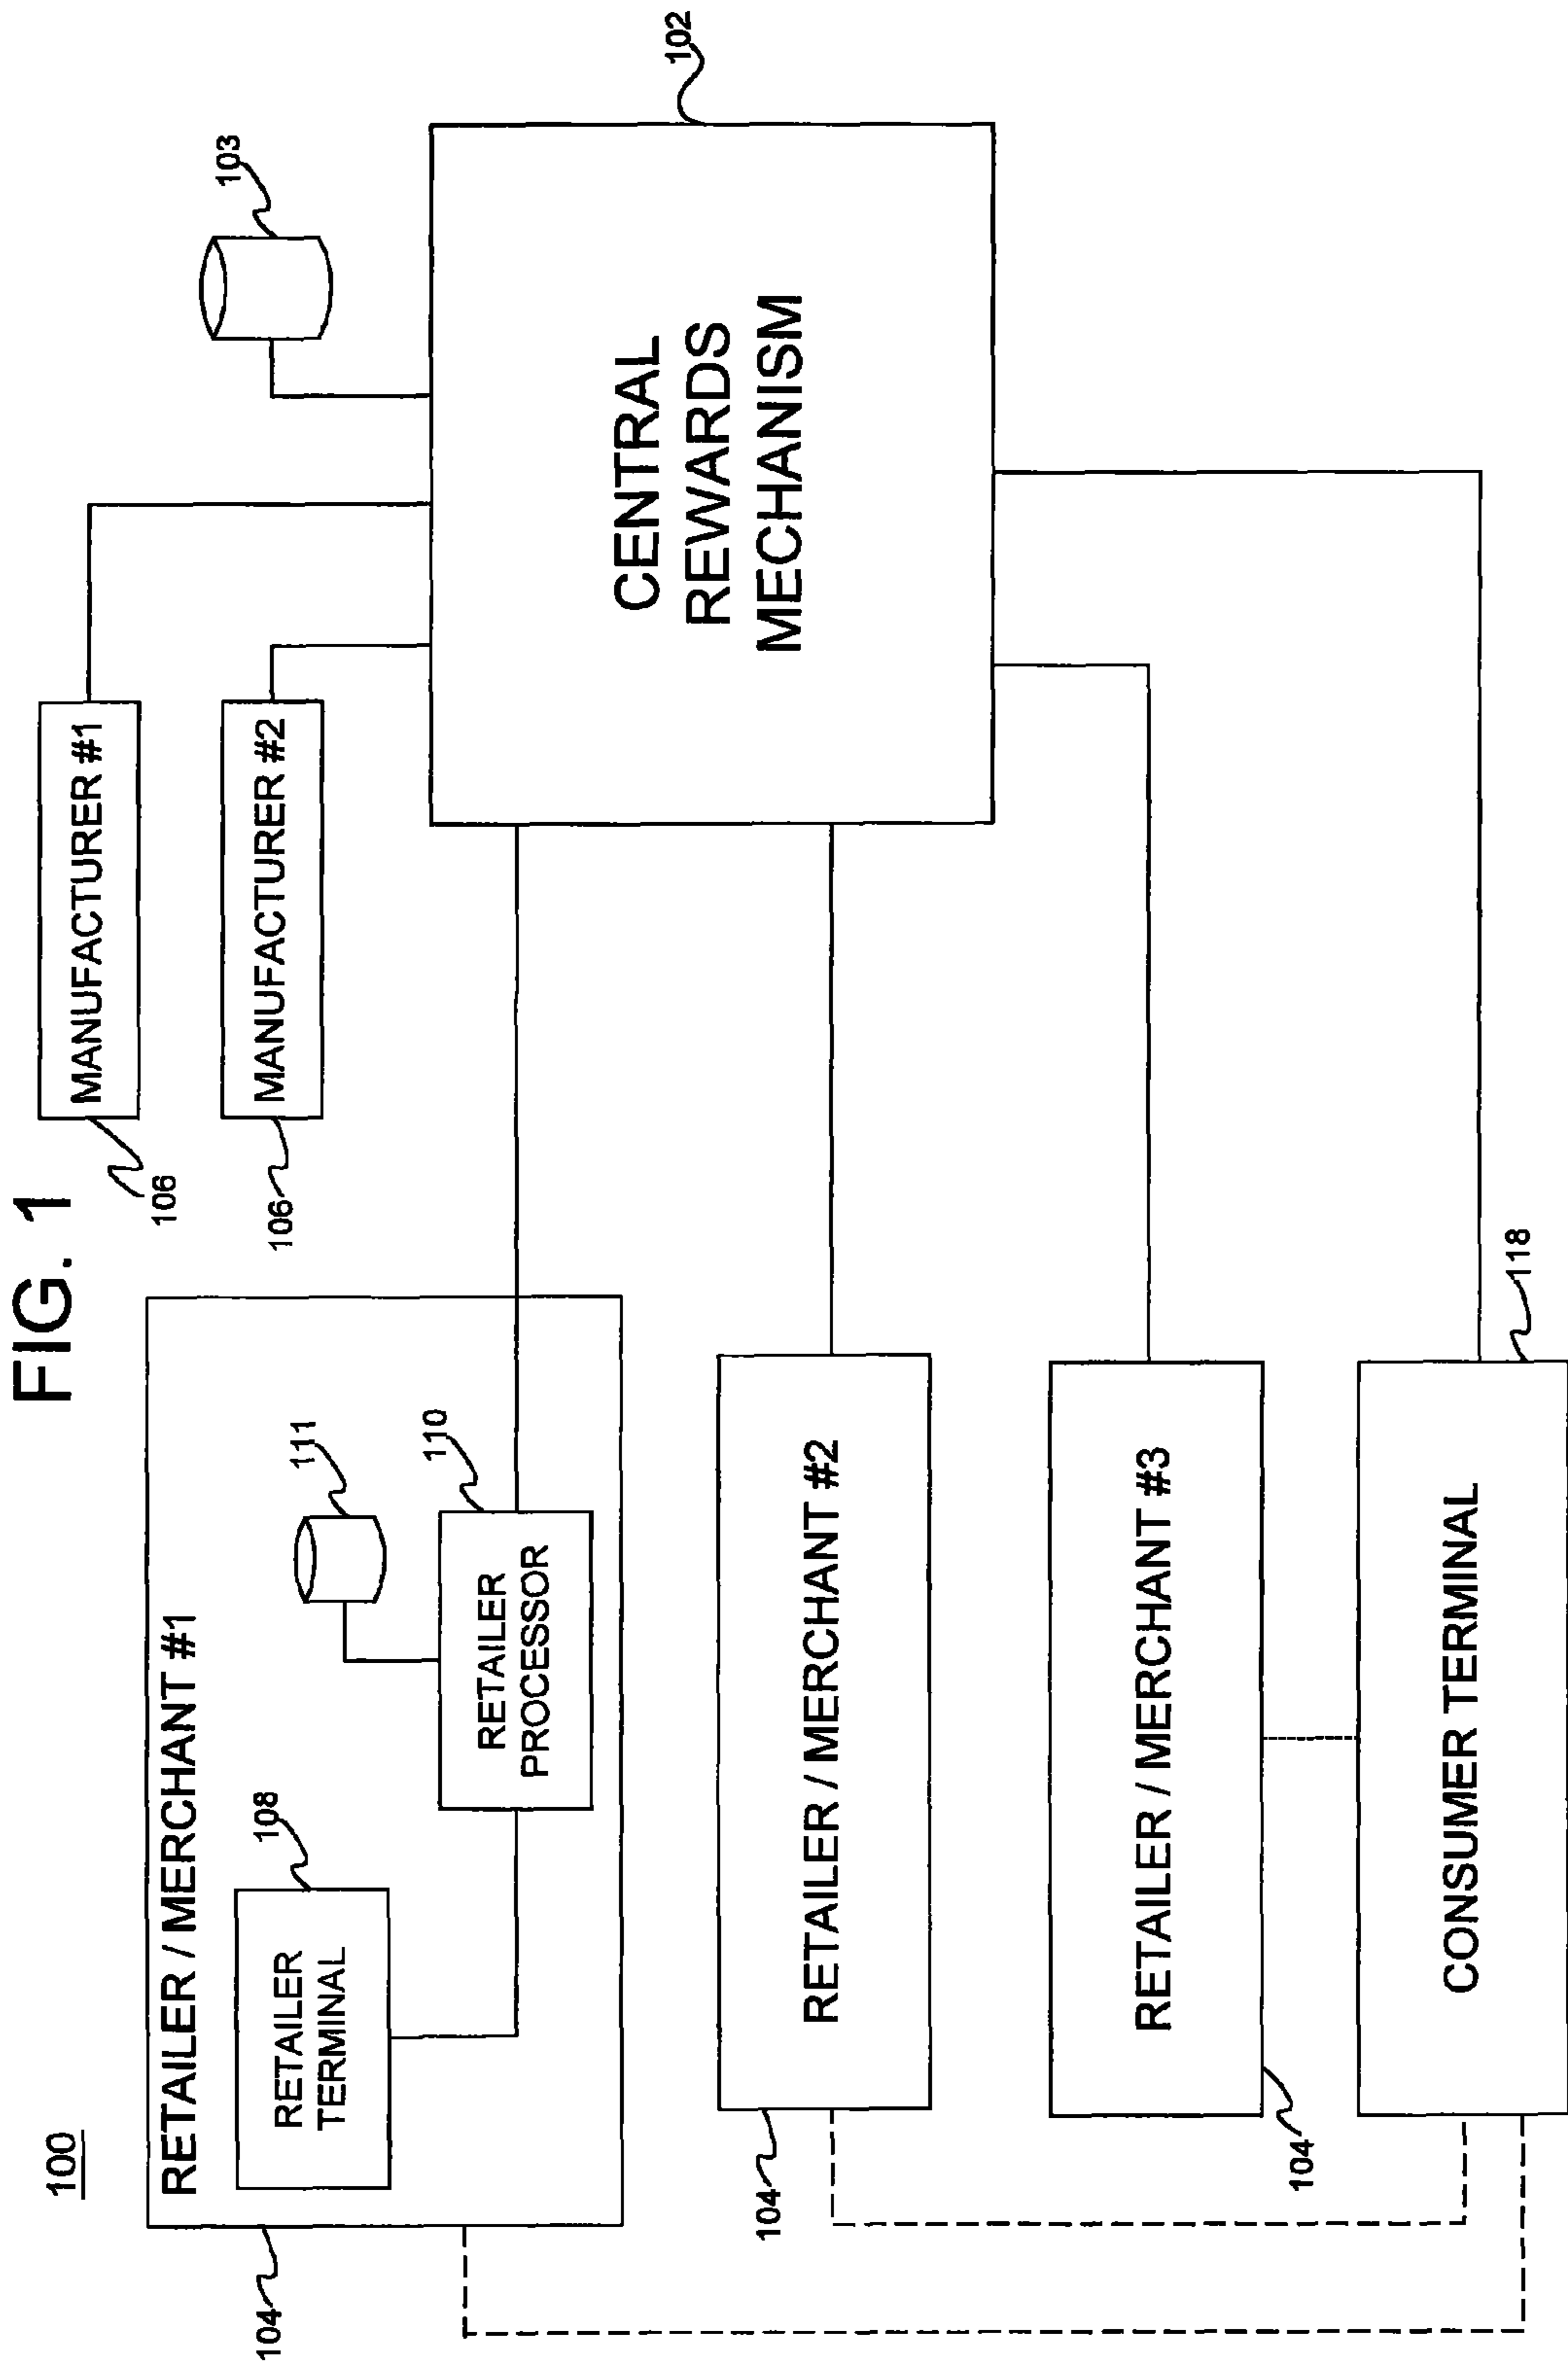 FIG. 1
100
RETAILER / MERCHANT #1
104
RETAILER
TERMINAL
108
RETAILER
PROCESSOR
110
111
MANUFACTURER #1
106
MANUFACTURER #2
106
103
CENTRAL
REWARDS
MECHANISM
102
RETAILER / MERCHANT #2
104
RETAILER / MERCHANT #3
104
CONSUMER TERMINAL
118